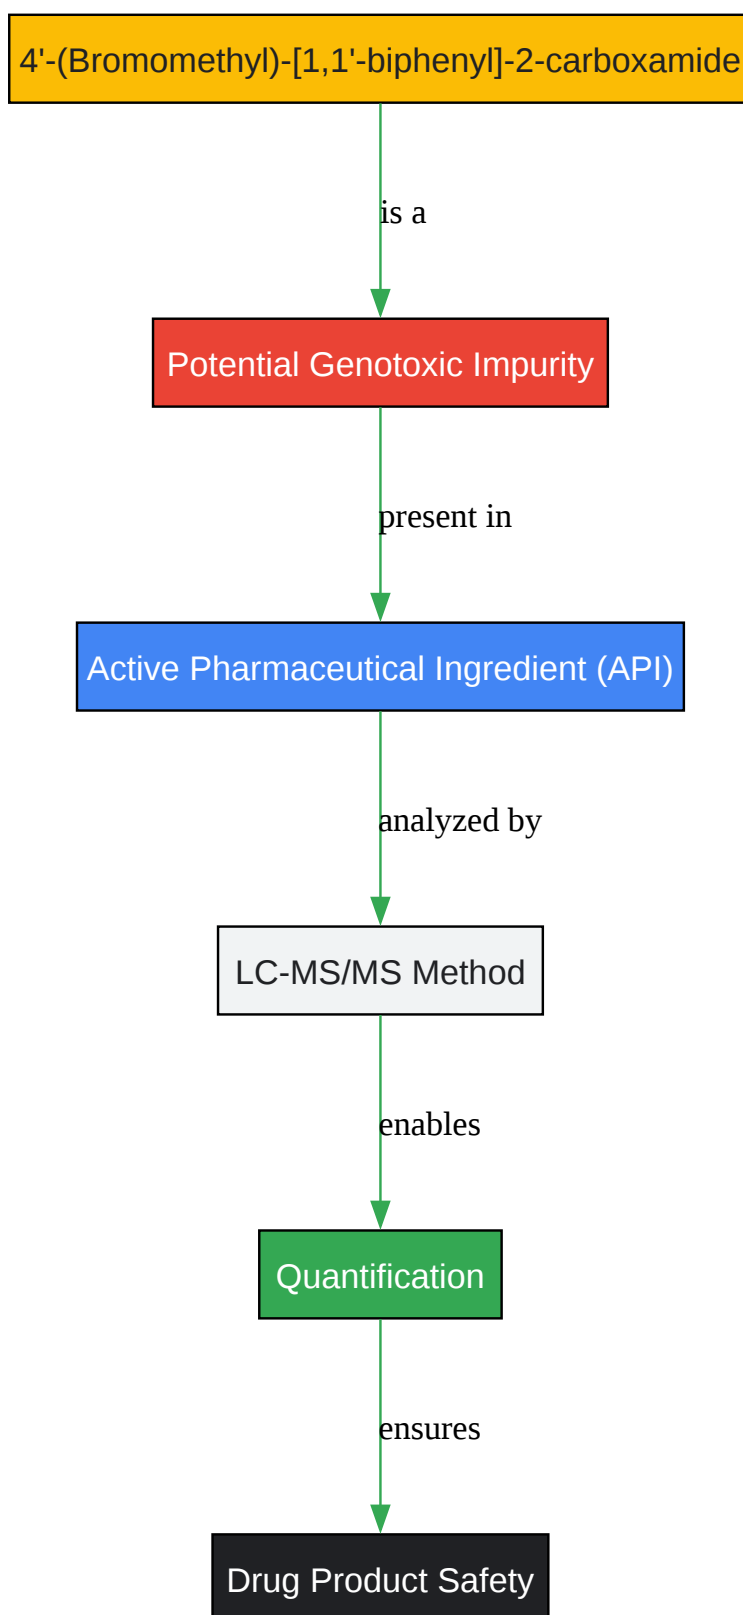 4'-(Bromomethyl)-[1,1'-biphenyl]-2-carboxamide
is a
Potential Genotoxic Impurity
present in
Active Pharmaceutical Ingredient (API)
analyzed by
LC-MS/MS Method
enables
Quantification
ensures
Drug Product Safety